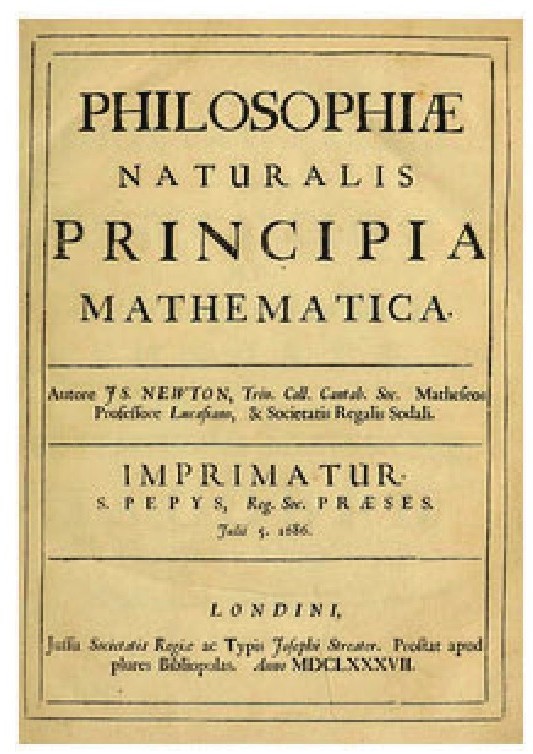 PHILOSOPHIÆ
NATURALIS
PRINCIPIA
MATHEMATICA.
Autore JS. NEWTON, Trin. Coll. Cantab. Soc. Matheseos
Professore Lucasiano, & Societatis Regalis Sodali.
IMPRIMATUR.
S. PEPYS, Reg. Soc. PRÆSES.
Julii 5. 1686.
LONDINI,
Jussu Societatis Regiæ ac Typis Josephi Streater. Prostat apud
plures Bibliopolas. Anno MDCLXXXVII.